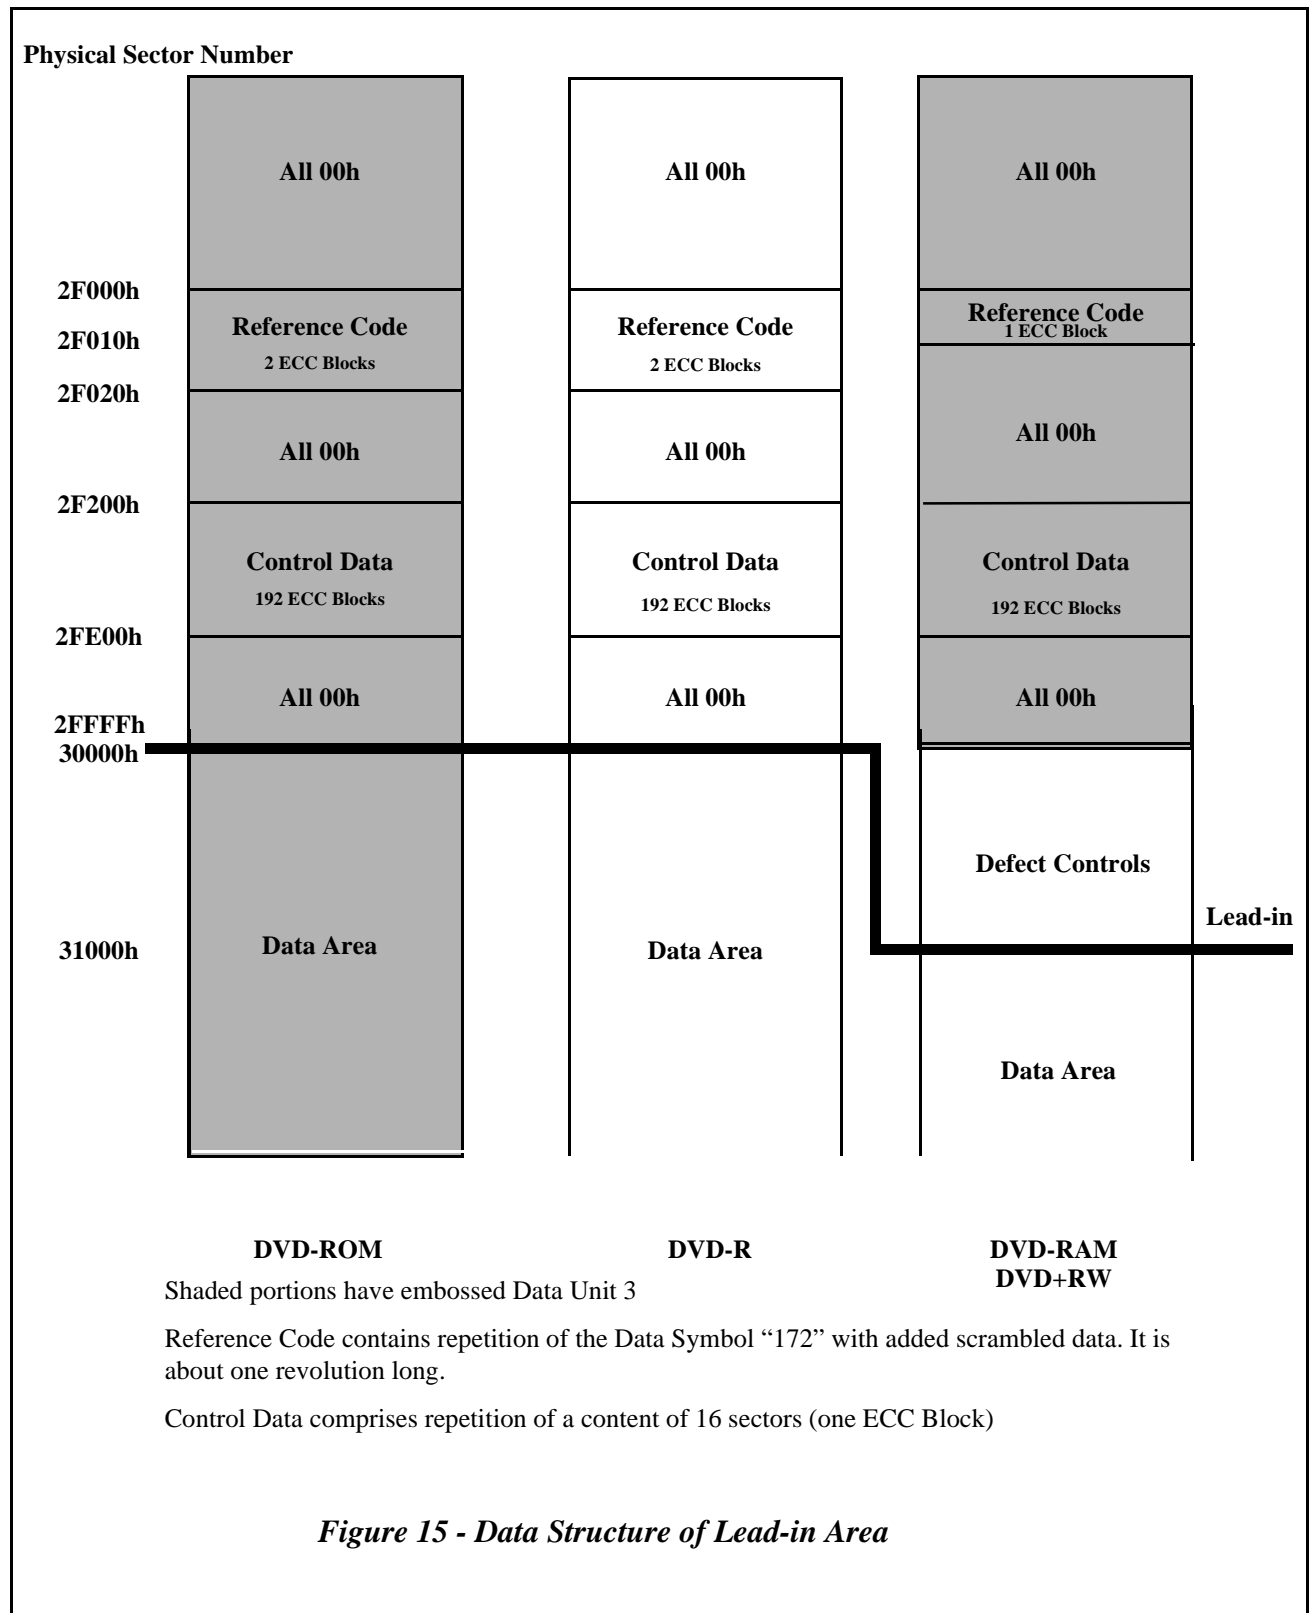 Physical Sector Number
All 00h
All 00h
All 00h
2F000h
Reference Code
2 ECC Blocks
Reference Code
2 ECC Blocks
Reference Code
1 ECC Block
2F010h
2F020h
All 00h
All 00h
All 00h
2F200h
Control Data
192 ECC Blocks
Control Data
192 ECC Blocks
Control Data
192 ECC Blocks
2FE00h
All 00h
All 00h
All 00h
2FFFFh
30000h
Defect Controls
Lead-in
31000h
Data Area
Data Area
Data Area
DVD-ROM
DVD-R
DVD-RAM
DVD+RW
Shaded portions have embossed Data Unit 3
Reference Code contains repetition of the Data Symbol “172” with added scrambled data. It is
about one revolution long.
Control Data comprises repetition of a content of 16 sectors (one ECC Block)
Figure 15 - Data Structure of Lead-in Area